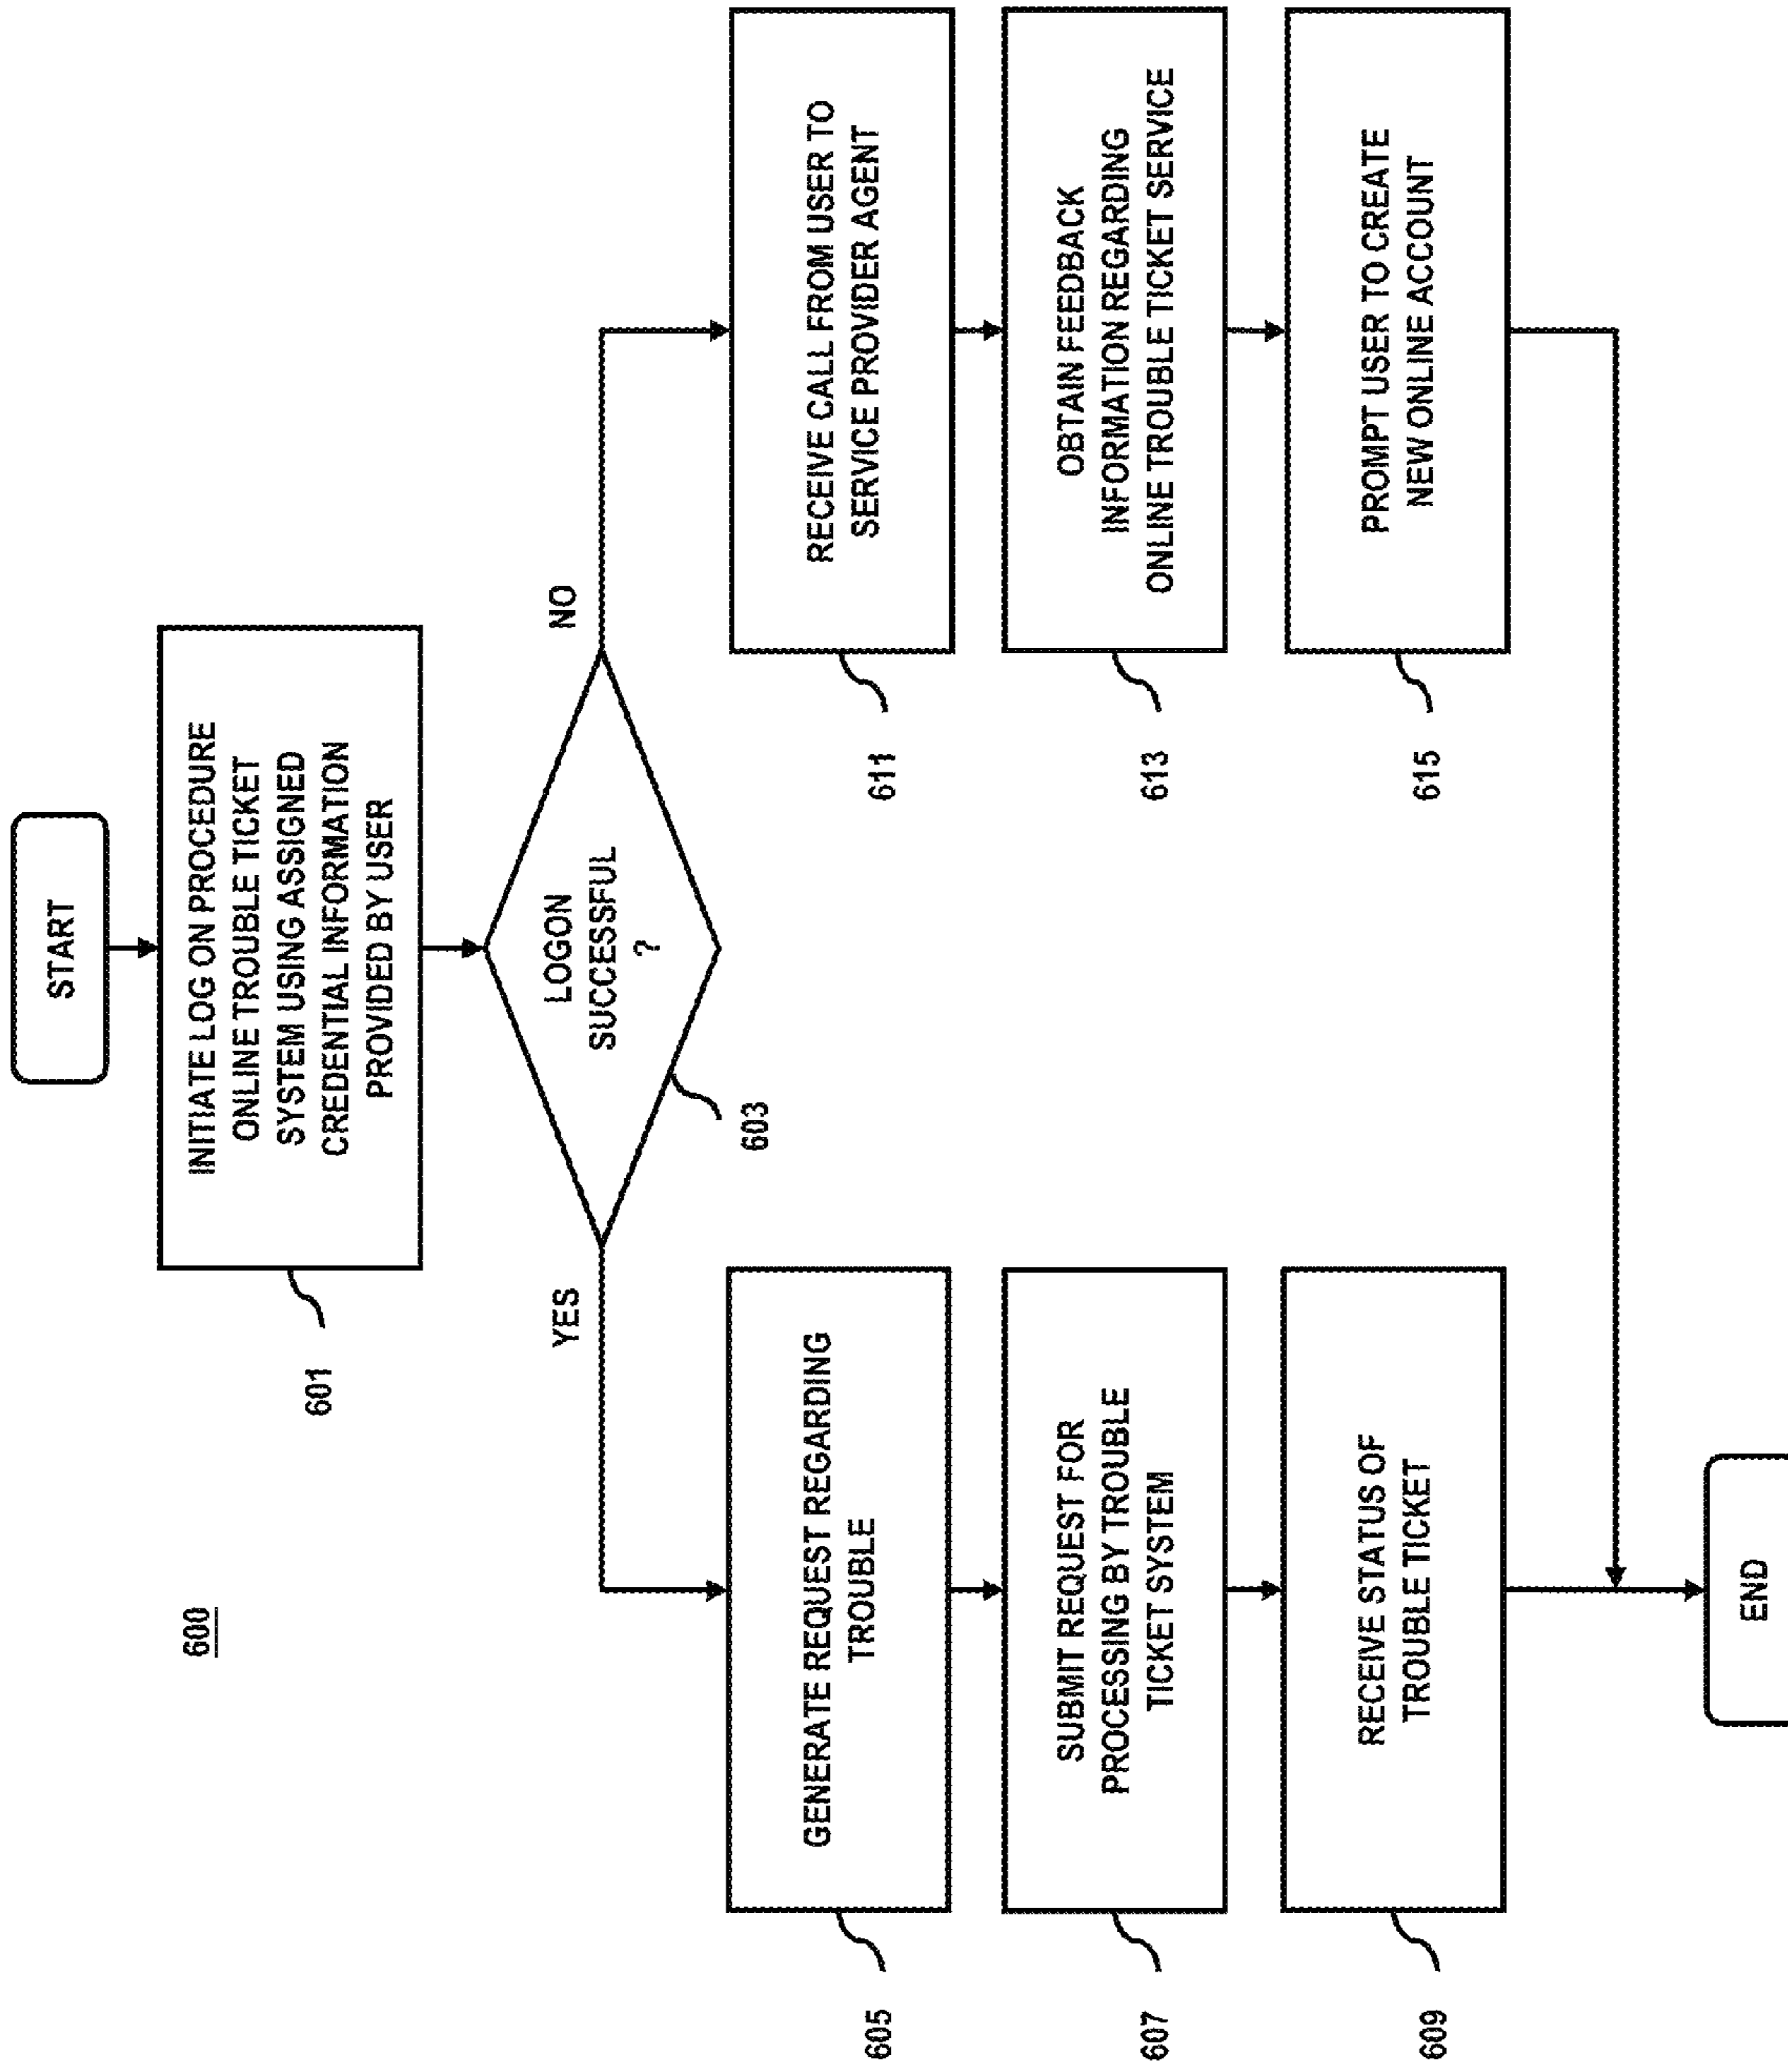 600
START
INITIATE LOG ON PROCEDURE
ONLINE TROUBLE TICKET
SYSTEM USING ASSIGNED
CREDENTIAL INFORMATION
PROVIDED BY USER
601
LOGON
SUCCESSFUL
?
603
YES
NO
GENERATE REQUEST REGARDING
TROUBLE
605
SUBMIT REQUEST FOR
PROCESSING BY TROUBLE
TICKET SYSTEM
607
RECEIVE STATUS OF
TROUBLE TICKET
609
RECEIVE CALL FROM USER TO
SERVICE PROVIDER AGENT
611
OBTAIN FEEDBACK
INFORMATION REGARDING
ONLINE TROUBLE TICKET SERVICE
613
PROMPT USER TO CREATE
NEW ONLINE ACCOUNT
615
END